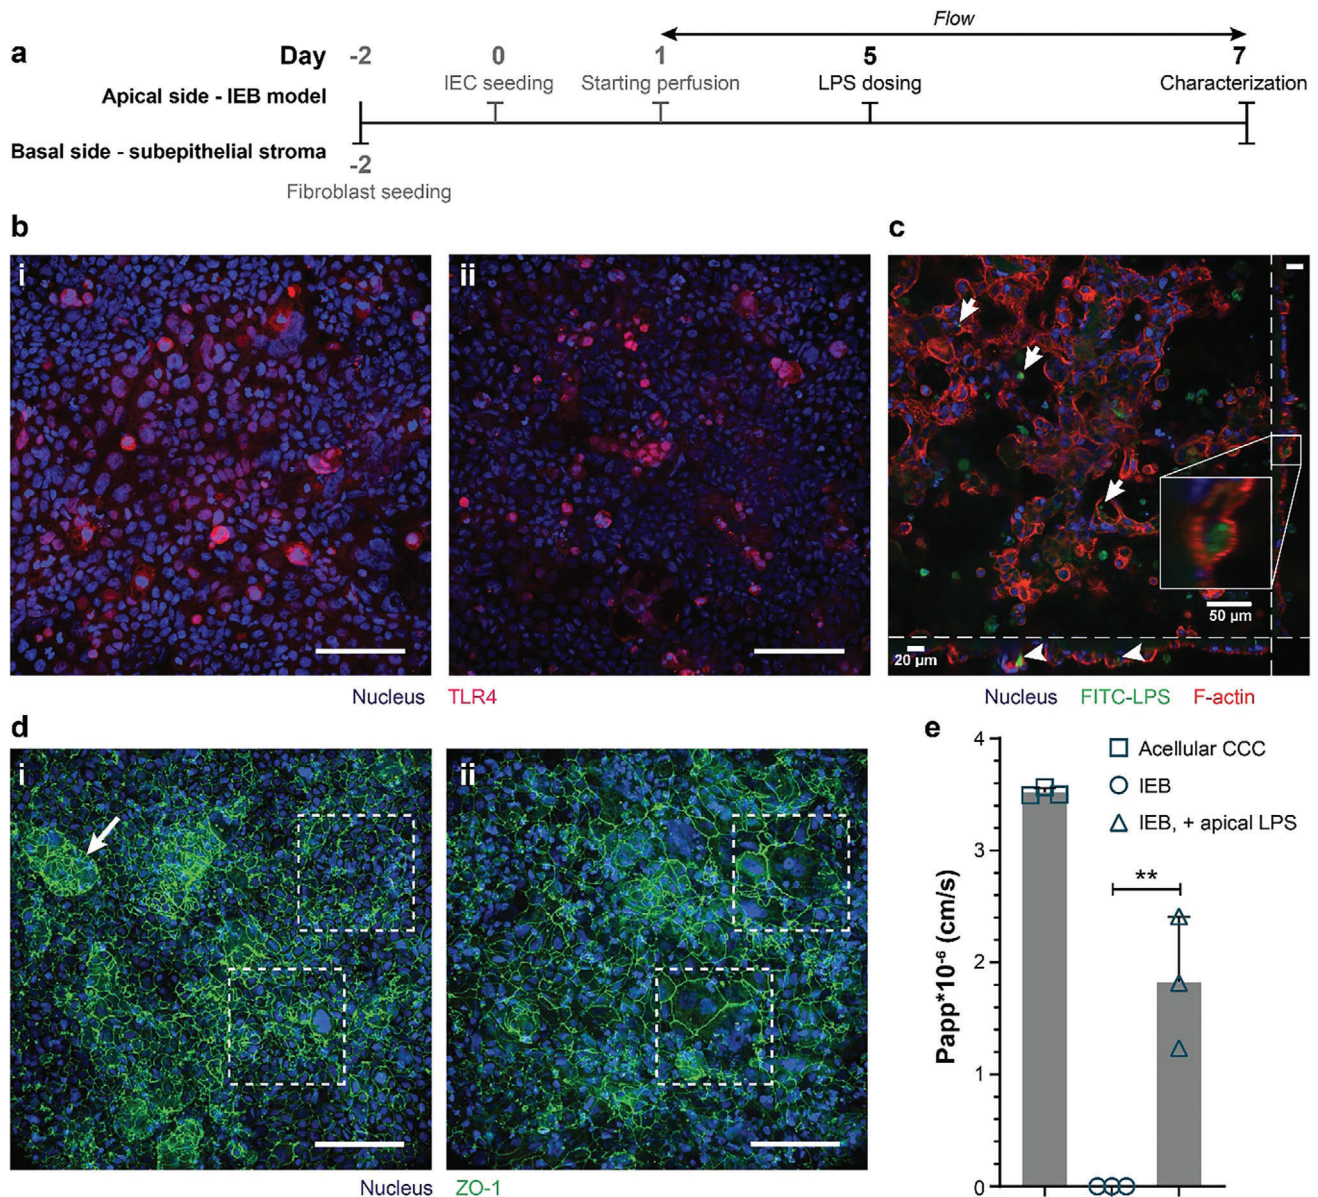 a
Flow
Day -2 0 1 5 7
IEC seeding Starting perfusion LPS dosing Characterization
Apical side - IEB model
Basal side - subepithelial stroma
-2
Fibroblast seeding
b
i
ii
Nucleus TLR4
c
50 µm
20 µm
Nucleus FITC-LPS F-actin
d
i
ii
Nucleus ZO-1
e
Papp*10⁻⁶ (cm/s)
4
3
2
1
0
Acellular CCC
IEB
IEB, + apical LPS
**